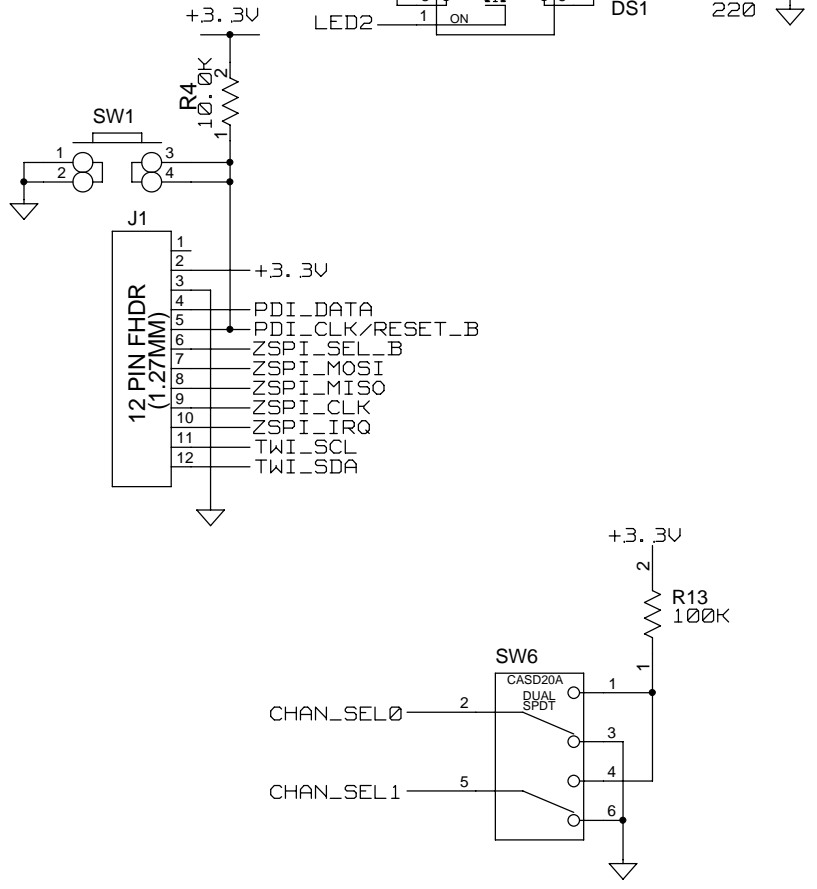 +3.3V
LED2
1
ON
DS1
220
R4
10.0K
2
1
SW1
1
2
3
4
J1
12 PIN FHDR
(1.27MM)
1
2
+3.3V
3
4
PDI_DATA
5
PDI_CLK/RESET_B
6
ZSPI_SEL_B
7
ZSPI_MOSI
8
ZSPI_MISO
9
ZSPI_CLK
10
ZSPI_IRQ
11
TWI_SCL
12
TWI_SDA
+3.3V
2
R13
100K
1
SW6
CASD20A
DUAL
SPDT
CHAN_SEL0
2
1
3
4
CHAN_SEL1
5
6